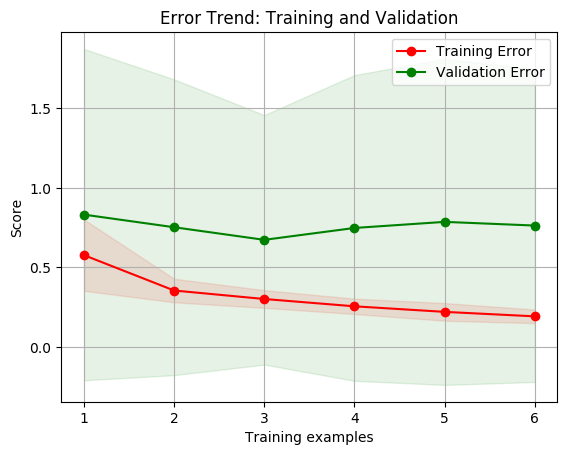 Error Trend: Training and Validation
Training Error
Validation Error
Score
1.5
1.0
0.5
0.0
1 2 3 4 5 6
Training examples